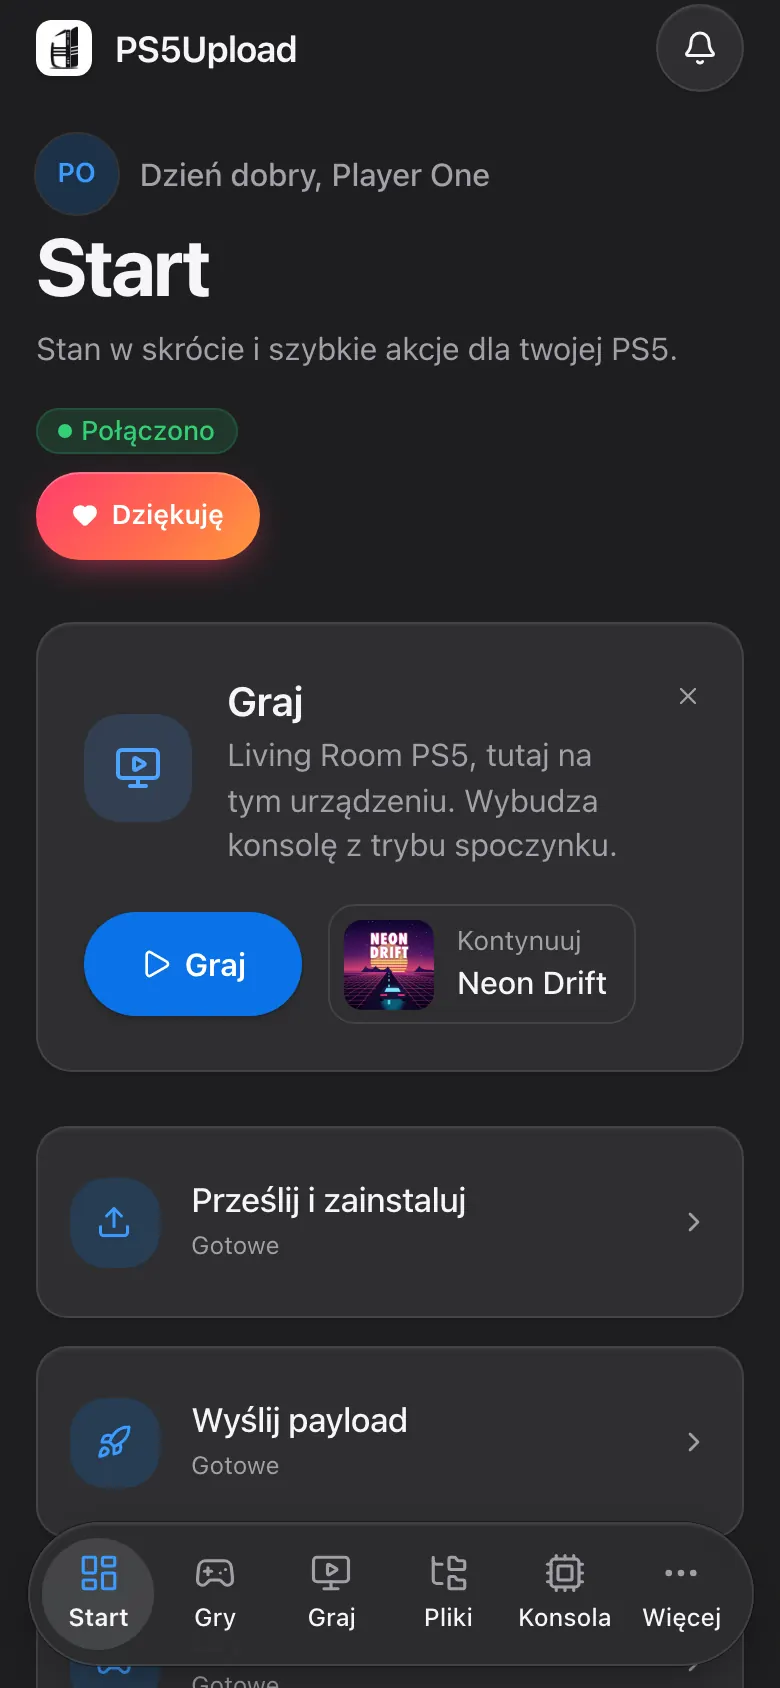 PS5Upload
PO
Dzień dobry, Player One
Start
Stan w skrócie i szybkie akcje dla twojej PS5.
Połączono
Dziękuję
Graj
Living Room PS5, tutaj na
tym urządzeniu. Wybudza
konsolę z trybu spoczynku.
Graj
NEON
DRIFT
Kontynuuj
Neon Drift
Prześlij i zainstaluj
Gotowe
Wyślij payload
Gotowe
Start
Gry
Graj
Pliki
Konsola
Więcej
Gotowe